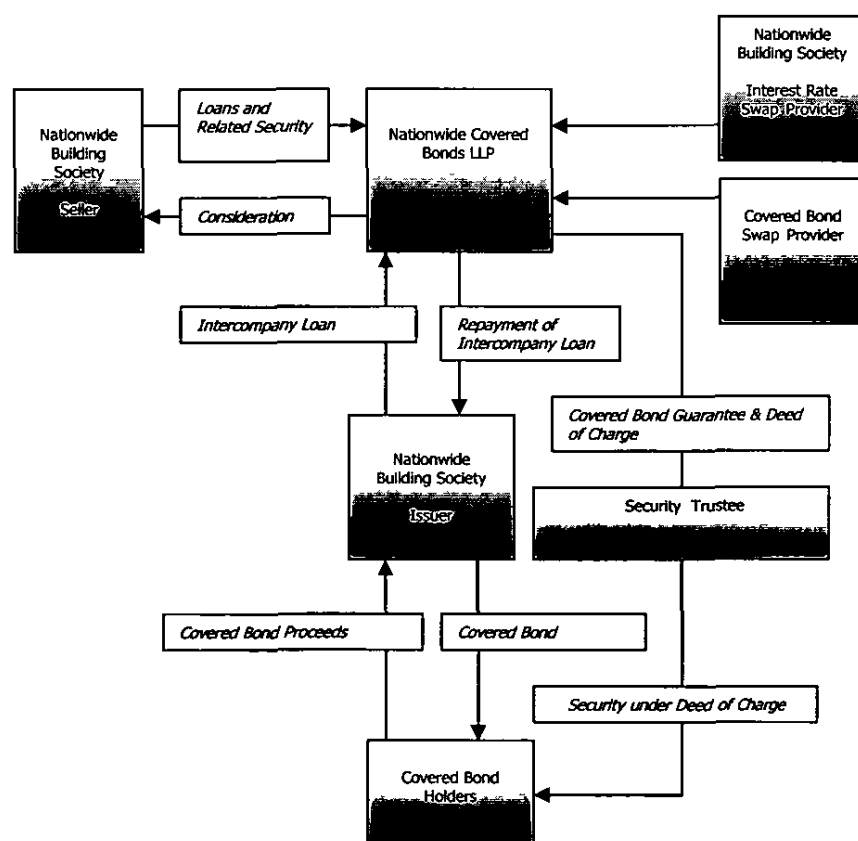 Nationwide
Building Society
Interest Rate
Swap Provider
Loans and
Related Security
Nationwide
Building
Society
Seller
Nationwide Covered
Bonds LLP
Consideration
Covered Bond
Swap Provider
Intercompany Loan
Repayment of
Intercompany Loan
Covered Bond Guarantee & Deed
of Charge
Nationwide
Building Society
Issuer
Security Trustee
Covered Bond Proceeds
Covered Bond
Security under Deed of Charge
Covered Bond
Holders